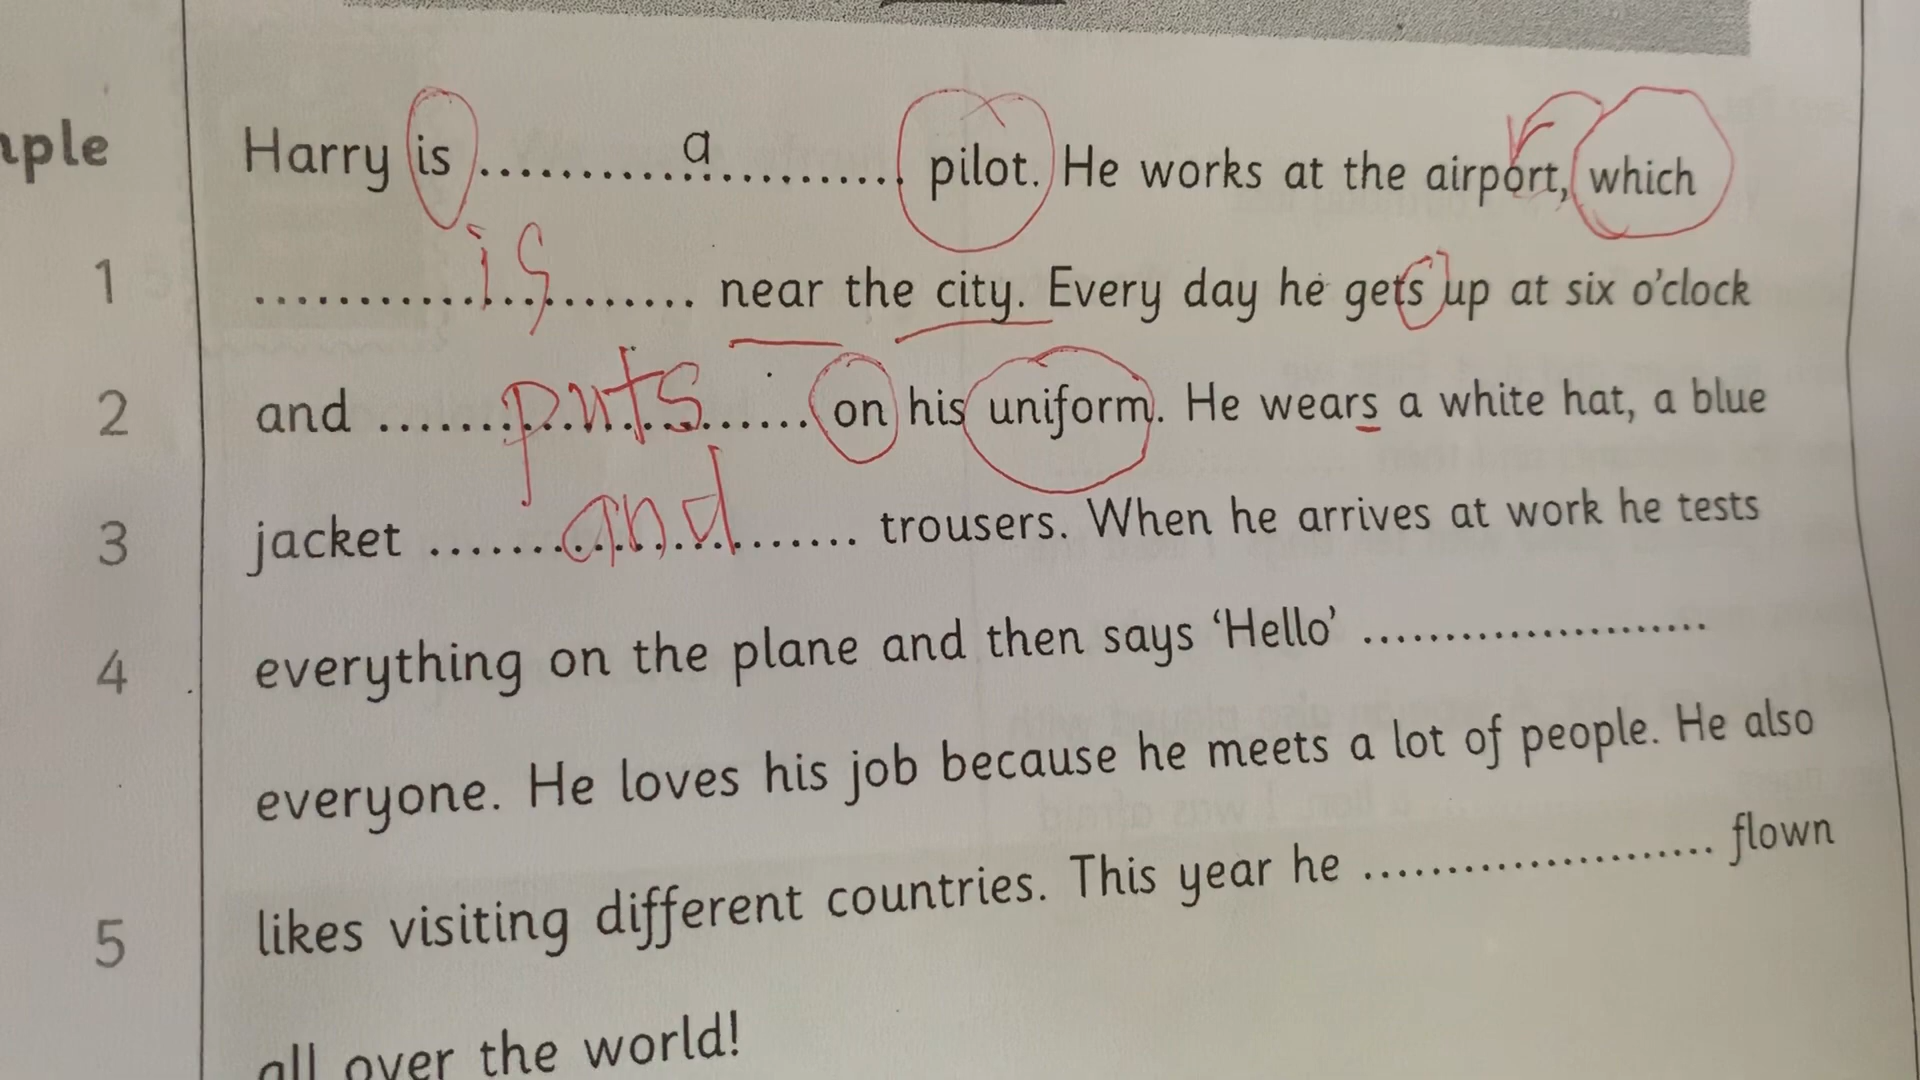 Harry is ........a........ pilot. He works at the airport, which
1 ........is........ near the city. Every day he gets up at six o'clock
2 and ........puts........ on his uniform. He wears a white hat, a blue
3 jacket ........and........ trousers. When he arrives at work he tests
4 everything on the plane and then says ‘Hello’ ......................
everyone. He loves his job because he meets a lot of people. He also
5 likes visiting different countries. This year he ...................... flown
all over the world!